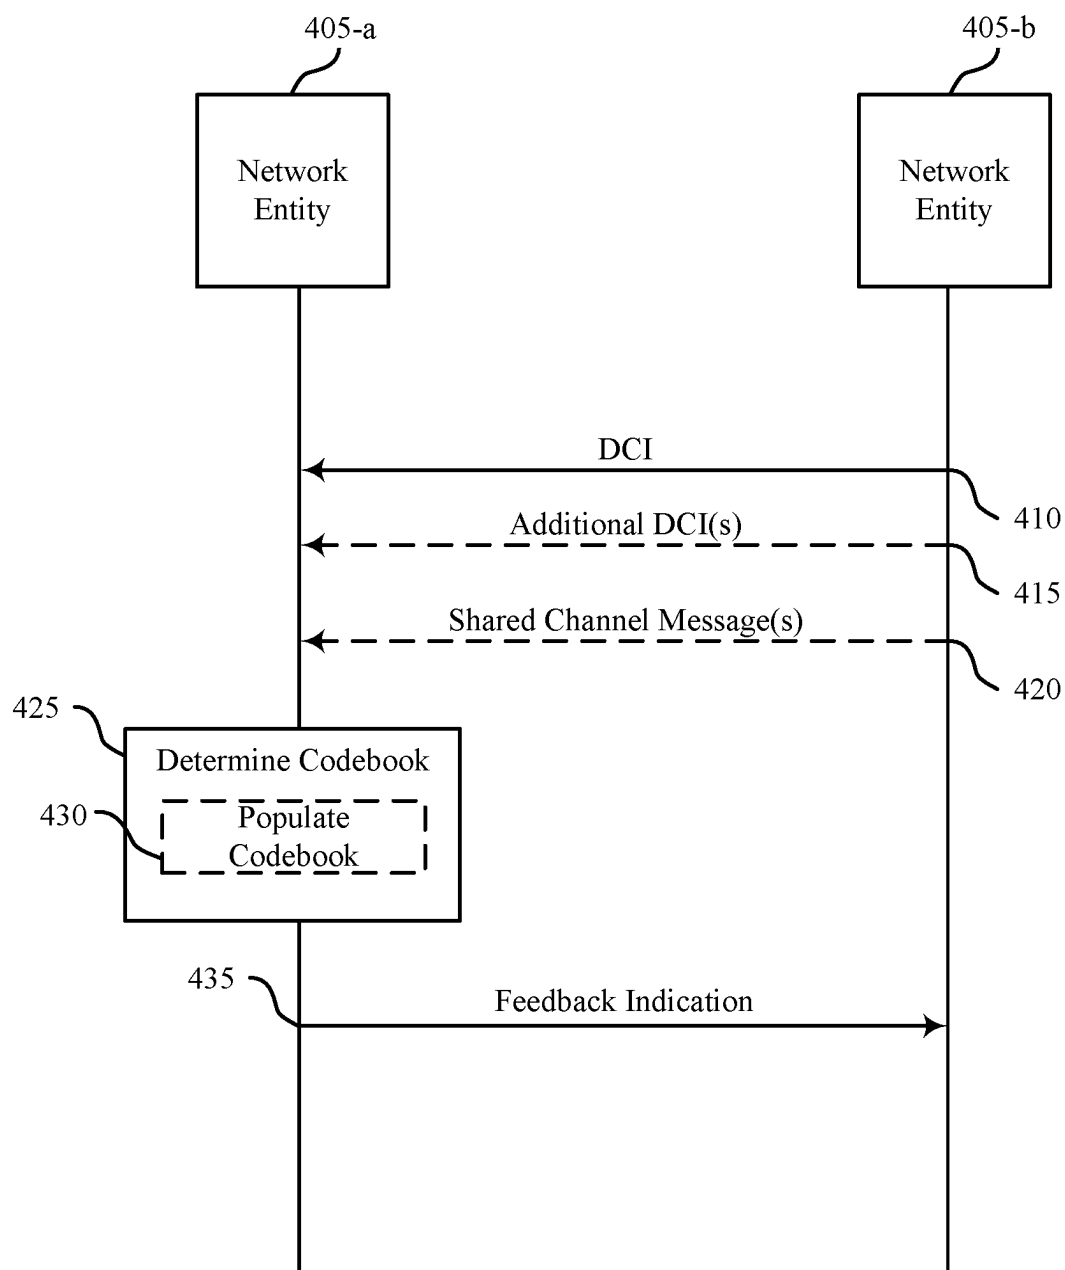 405-a
405-b
Network
Entity
Network
Entity
DCI
410
Additional DCI(s)
415
Shared Channel Message(s)
420
425
Determine Codebook
430
Populate
Codebook
435
Feedback Indication